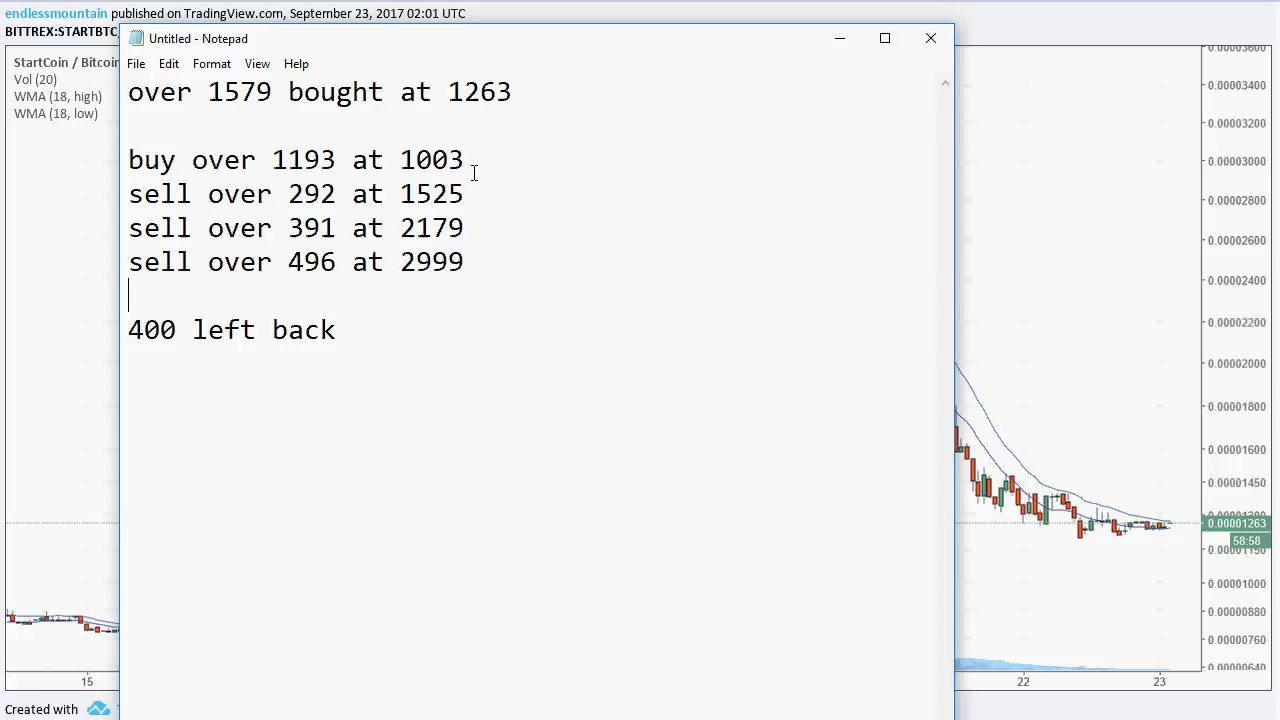 endlessmountain published on TradingView.com, September 23, 2017 02:01 UTC
BITTREX:STARTBTC,
Untitled - Notepad
File Edit Format View Help
StartCoin / Bitcoin
Vol (20)
WMA (18, high)
WMA (18, low)
over 1579 bought at 1263
buy over 1193 at 1003
sell over 292 at 1525
sell over 391 at 2179
sell over 496 at 2999
400 left back
0.00003600
0.00003400
0.00003200
0.00003000
0.00002800
0.00002600
0.00002400
0.00002200
0.00002000
0.00001800
0.00001600
0.00001450
0.00001300
0.00001263
58:58
0.00001150
0.00001000
0.00000880
0.00000760
0.00000640
15
22
23
Created with